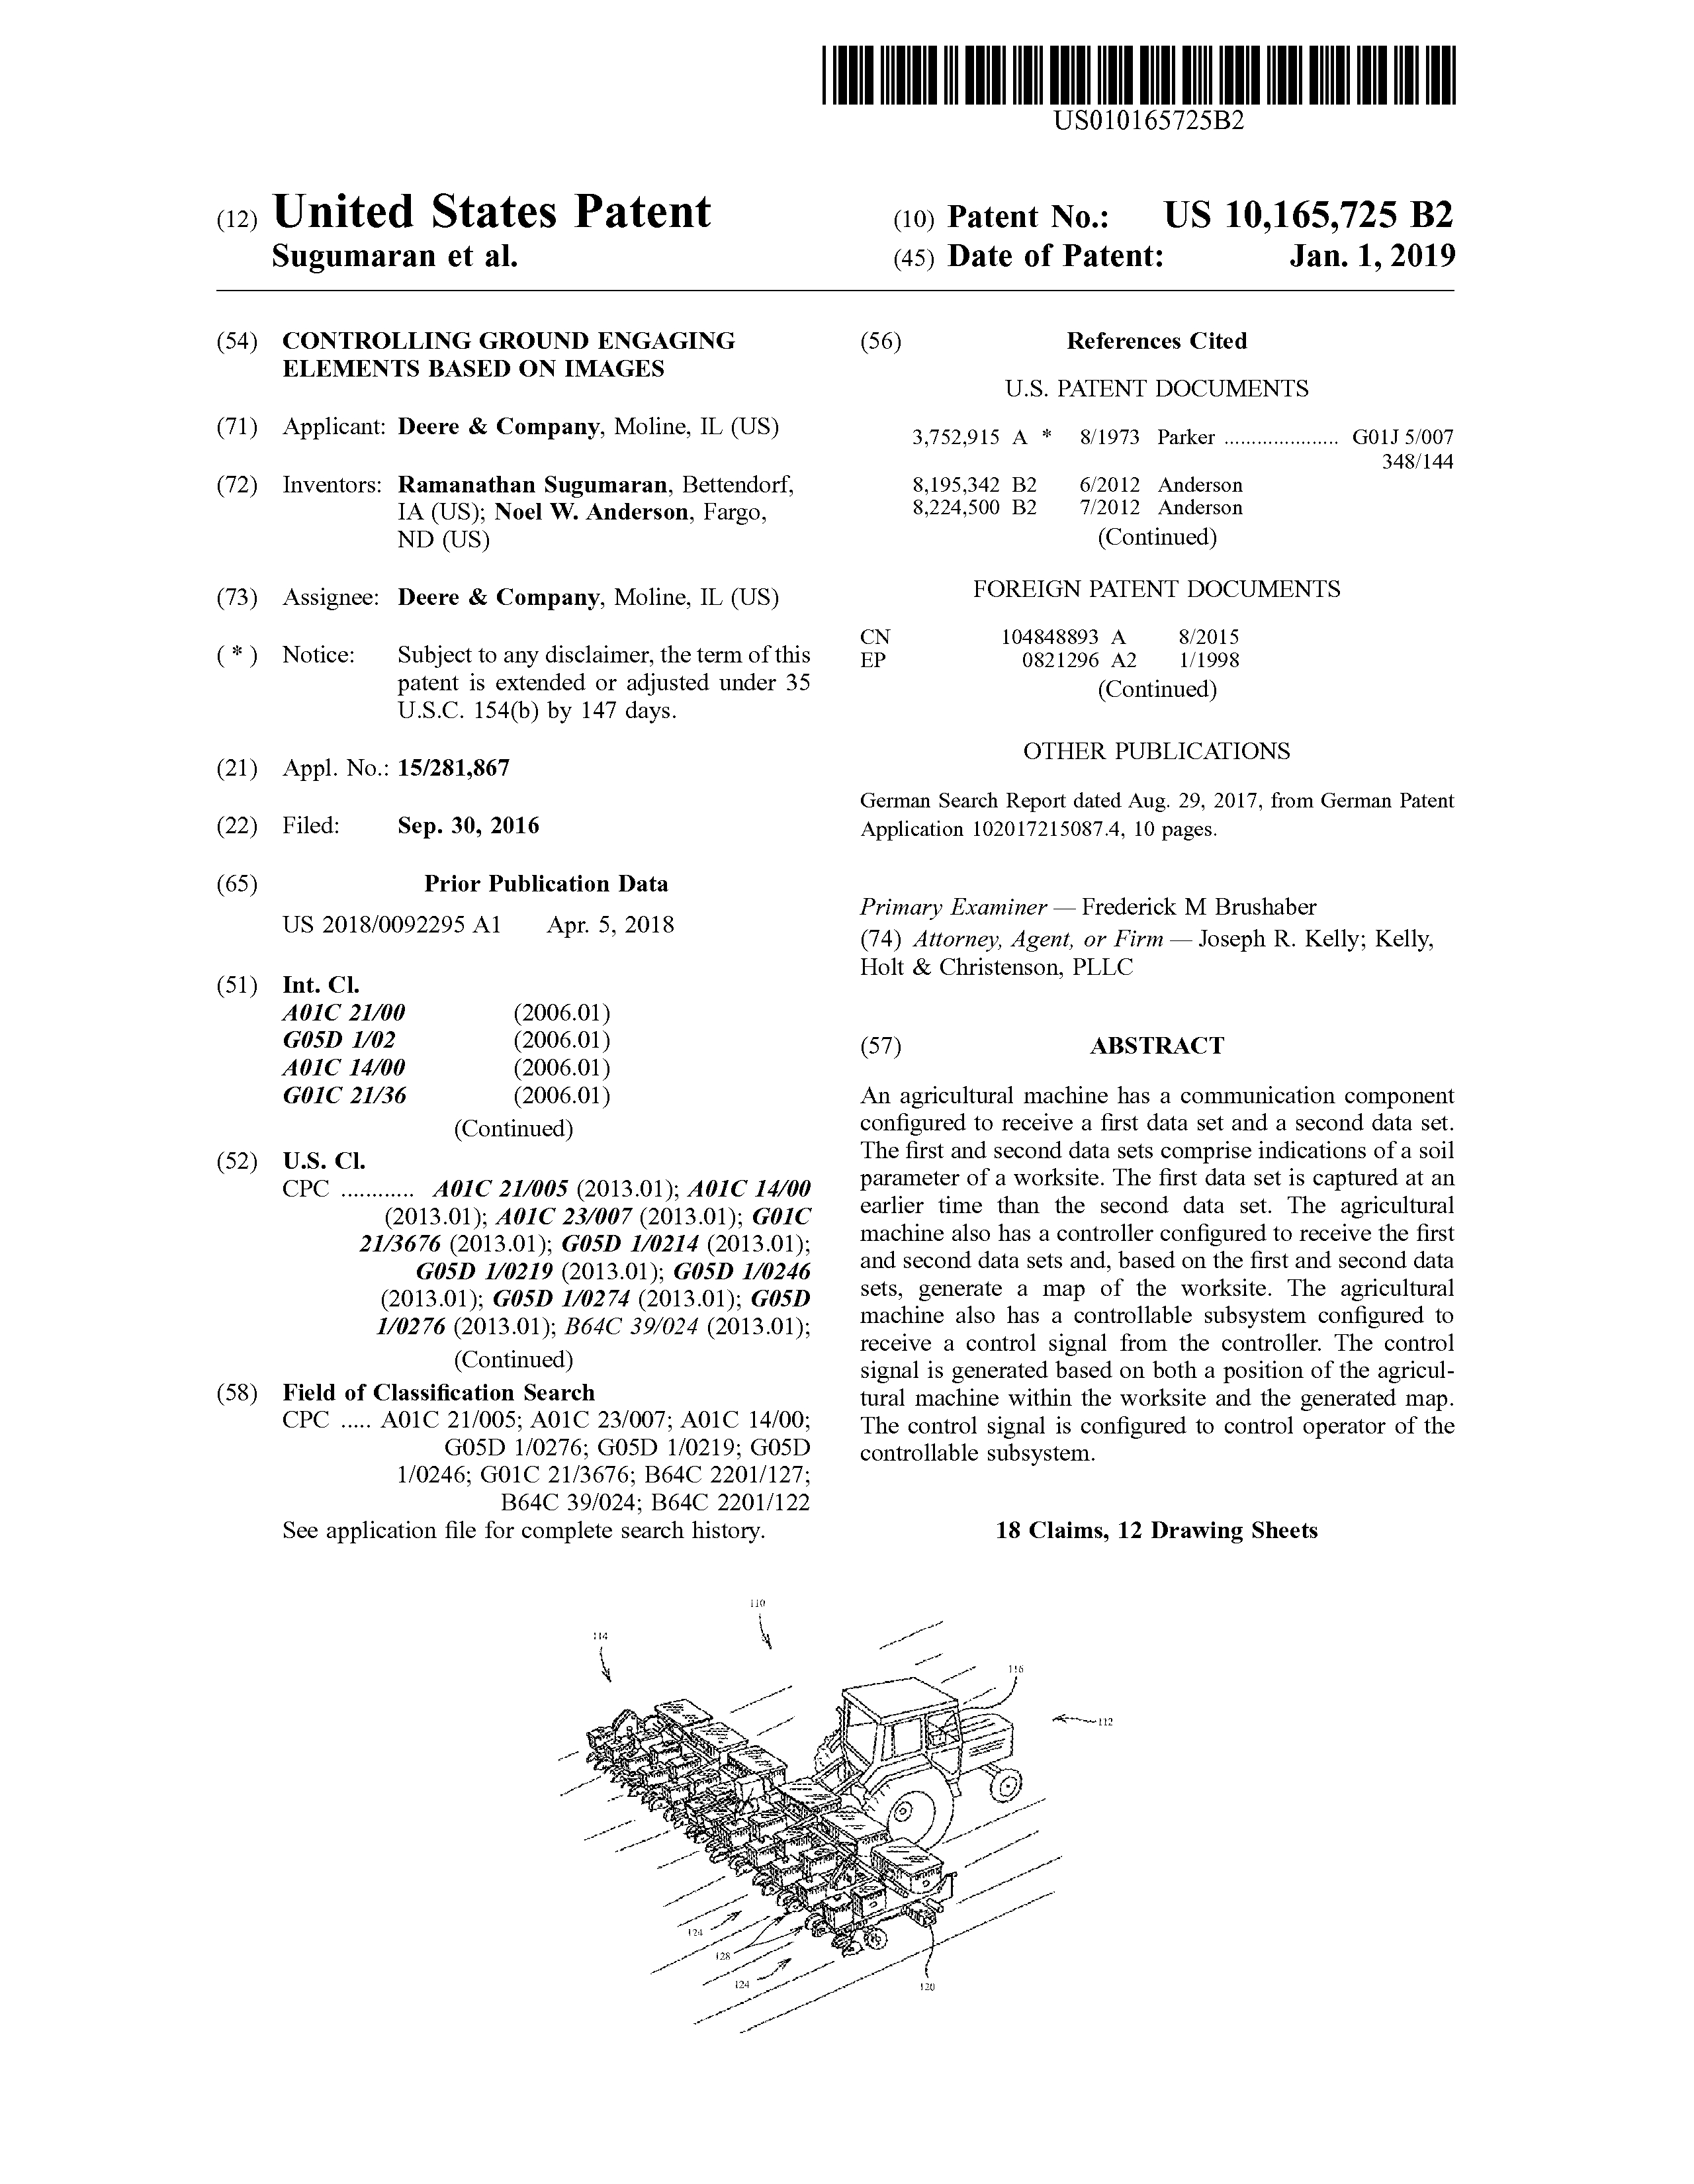 US010165725B2
(12) United States Patent
Sugumaran et al.
(10) Patent No.: US 10,165,725 B2
(45) Date of Patent: Jan. 1, 2019
(54) CONTROLLING GROUND ENGAGING
ELEMENTS BASED ON IMAGES
(71) Applicant: Deere & Company, Moline, IL (US)
(72) Inventors: Ramanathan Sugumaran, Bettendorf,
IA (US); Noel W. Anderson, Fargo,
ND (US)
(73) Assignee: Deere & Company, Moline, IL (US)
( * ) Notice: Subject to any disclaimer, the term of this
patent is extended or adjusted under 35
U.S.C. 154(b) by 147 days.
(21) Appl. No.: 15/281,867
(22) Filed: Sep. 30, 2016
(65) Prior Publication Data
US 2018/0092295 A1 Apr. 5, 2018
(51) Int. Cl.
A01C 21/00 (2006.01)
G05D 1/02 (2006.01)
A01C 14/00 (2006.01)
G01C 21/36 (2006.01)
(Continued)
(52) U.S. Cl.
CPC ............ A01C 21/005 (2013.01); A01C 14/00
(2013.01); A01C 23/007 (2013.01); G01C
21/3676 (2013.01); G05D 1/0214 (2013.01);
G05D 1/0219 (2013.01); G05D 1/0246
(2013.01); G05D 1/0274 (2013.01); G05D
1/0276 (2013.01); B64C 39/024 (2013.01);
(Continued)
(58) Field of Classification Search
CPC ..... A01C 21/005; A01C 23/007; A01C 14/00;
G05D 1/0276; G05D 1/0219; G05D
1/0246; G01C 21/3676; B64C 2201/127;
B64C 39/024; B64C 2201/122
See application file for complete search history.
(56) References Cited
U.S. PATENT DOCUMENTS
3,752,915 A * 8/1973 Parker ..................... G01J 5/007
348/144
8,195,342 B2 6/2012 Anderson
8,224,500 B2 7/2012 Anderson
(Continued)
FOREIGN PATENT DOCUMENTS
CN 104848893 A 8/2015
EP 0821296 A2 1/1998
(Continued)
OTHER PUBLICATIONS
German Search Report dated Aug. 29, 2017, from German Patent
Application 102017215087.4, 10 pages.
Primary Examiner — Frederick M Brushaber
(74) Attorney, Agent, or Firm — Joseph R. Kelly; Kelly,
Holt & Christenson, PLLC
(57) ABSTRACT
An agricultural machine has a communication component
configured to receive a first data set and a second data set.
The first and second data sets comprise indications of a soil
parameter of a worksite. The first data set is captured at an
earlier time than the second data set. The agricultural
machine also has a controller configured to receive the first
and second data sets and, based on the first and second data
sets, generate a map of the worksite. The agricultural
machine also has a controllable subsystem configured to
receive a control signal from the controller. The control
signal is generated based on both a position of the agricul-
tural machine within the worksite and the generated map.
The control signal is configured to control operator of the
controllable subsystem.
18 Claims, 12 Drawing Sheets
110
114
116
112
124
128
124
120